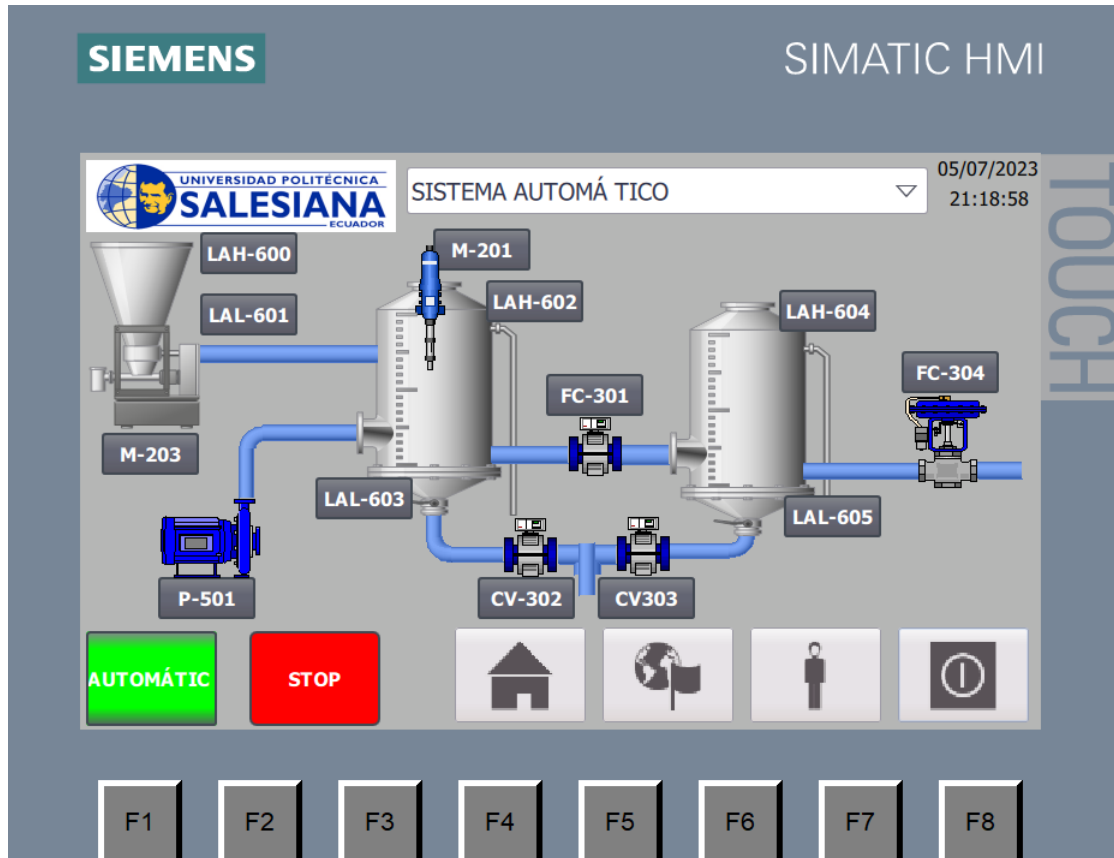 SIEMENS
SIMATIC HMI
TOUCH
UNIVERSIDAD POLITÉCNICA
SALESIANA
ECUADOR
SISTEMA AUTOMÁ TICO
05/07/2023
21:18:58
LAH-600
M-201
LAL-601
LAH-602
LAH-604
FC-301
FC-304
M-203
LAL-603
LAL-605
P-501
CV-302
CV303
AUTOMÁTIC
STOP
F1
F2
F3
F4
F5
F6
F7
F8